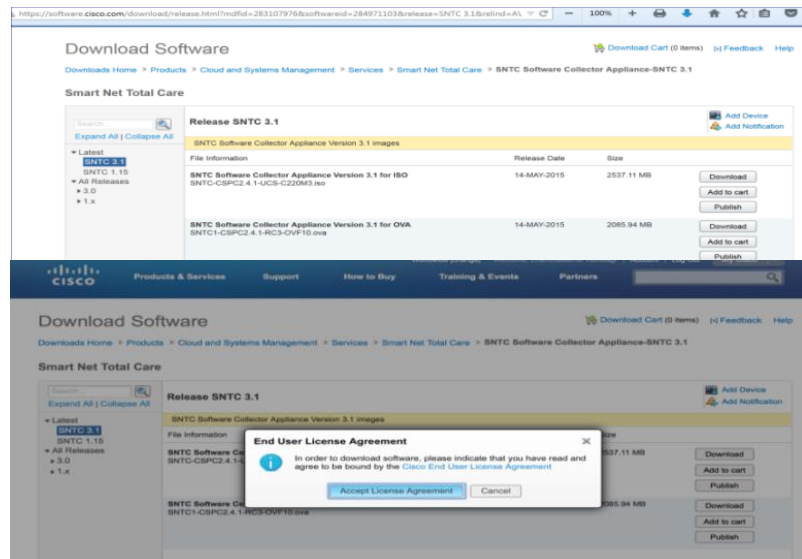 https://software.cisco.com/download/release.html?mdfid=283107976&softwareid=284971103&release=SNTC 3.1&relind=A\
100%
Download Software
Download Cart (0 items) [+] Feedback Help
Downloads Home > Products > Cloud and Systems Management > Services > Smart Net Total Care > SNTC Software Collector Appliance-SNTC 3.1
Smart Net Total Care
Search...
Expand All | Collapse All
Latest
SNTC 3.1
SNTC 1.15
All Releases
3.0
1.x
Release SNTC 3.1
Add Device
Add Notification
SNTC Software Collector Appliance Version 3.1 images
File Information Release Date Size
SNTC Software Collector Appliance Version 3.1 for ISO 14-MAY-2015 2537.11 MB Download
SNTC-CSPC2.4.1-UCS-C220M3.iso
Add to cart
Publish
SNTC Software Collector Appliance Version 3.1 for OVA 14-MAY-2015 2085.94 MB Download
SNTC1-CSPC2.4.1-RC3-OVF10.ova
Add to cart
Publish
CISCO
Products & Services Support How to Buy Training & Events Partners
Download Software
Download Cart (0 items) [+] Feedback Help
Downloads Home > Products > Cloud and Systems Management > Services > Smart Net Total Care > SNTC Software Collector Appliance-SNTC 3.1
Smart Net Total Care
Search...
Expand All | Collapse All
Latest
SNTC 3.1
SNTC 1.15
All Releases
3.0
1.x
Release SNTC 3.1
Add Device
Add Notification
SNTC Software Collector Appliance Version 3.1 images
File Information Size
End User License Agreement
In order to download software, please indicate that you have read and
agree to be bound by the Cisco End User License Agreement
Accept License Agreement Cancel
SNTC Software Co 2537.11 MB Download
SNTC-CSPC2.4.1-U
Add to cart
Publish
SNTC Software Co 2085.94 MB Download
SNTC1-CSPC2.4.1-RC3-OVF10.ova
Add to cart
Publish